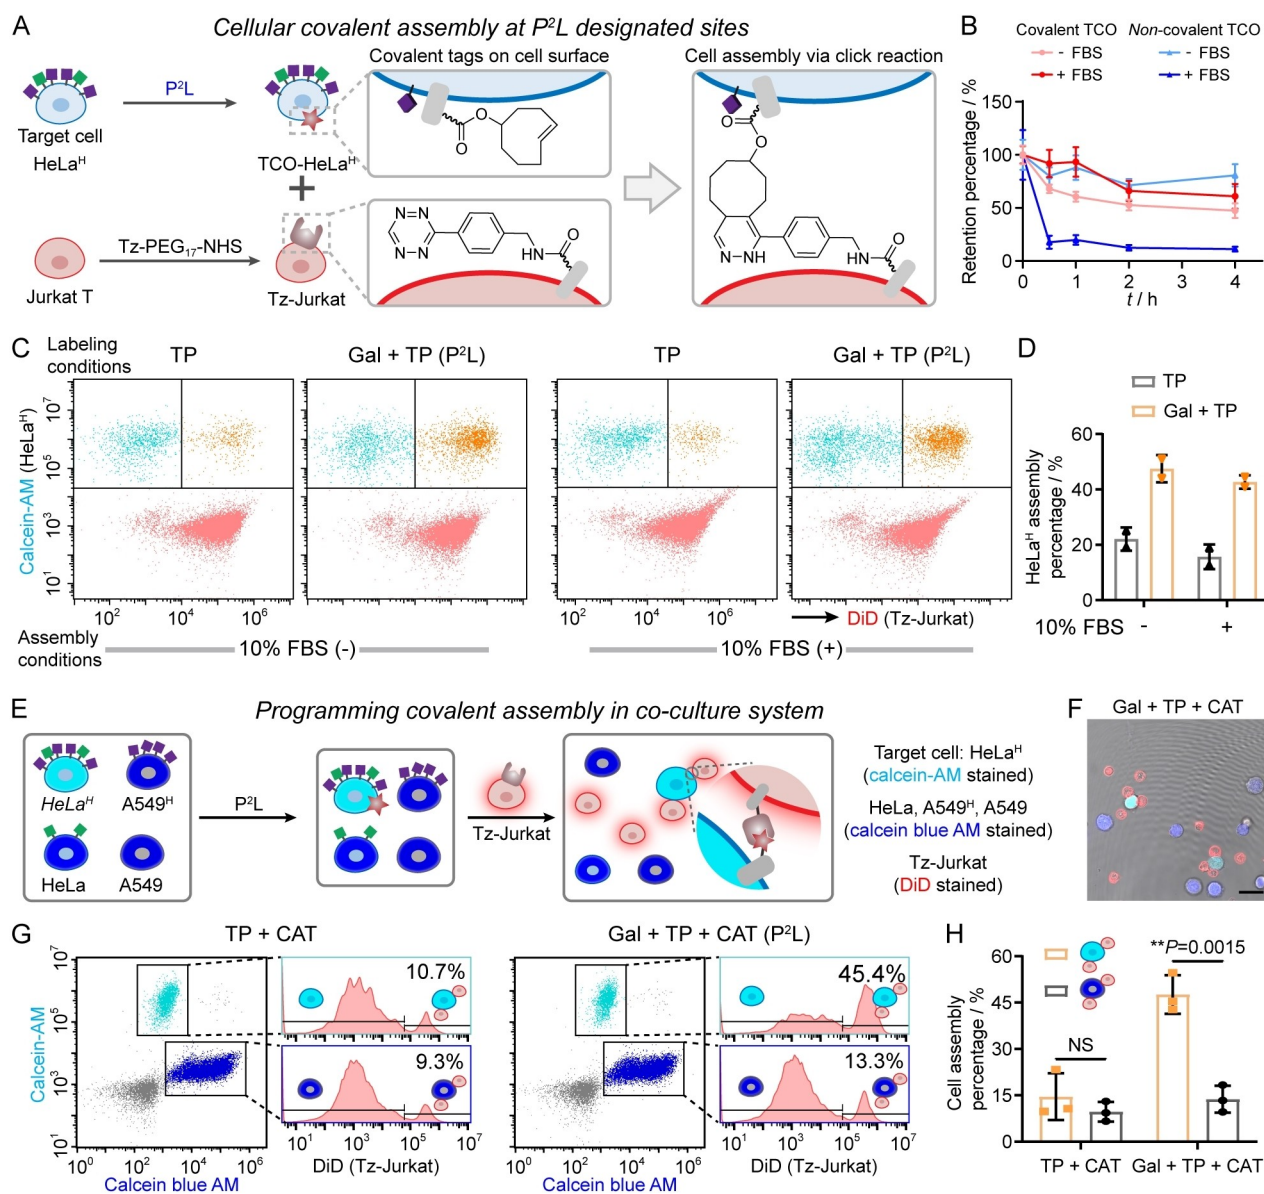 A
Cellular covalent assembly at P²L designated sites
Target cell
HeLaᴴ
P²L
TCO-HeLaᴴ
Jurkat T
Tz-PEG₁₇-NHS
Tz-Jurkat
Covalent tags on cell surface
O
O
N=N
N=N
HN
O
Cell assembly via click reaction
O
O
N-NH
HN
O
B
Covalent TCO
Non-covalent TCO
- FBS
- FBS
+ FBS
+ FBS
Retention percentage / %
150
100
50
0
0 1 2 3 4
t / h
C
Labeling conditions
TP
Gal + TP (P²L)
TP
Gal + TP (P²L)
Calcein-AM (HeLaᴴ)
10⁷
10⁵
10³
10¹
10² 10⁴ 10⁶
10² 10⁴ 10⁶
DiD (Tz-Jurkat)
Assembly conditions
10% FBS (-)
10% FBS (+)
D
TP
Gal + TP
HeLaᴴ assembly percentage / %
60
40
20
0
10% FBS - +
E
Programming covalent assembly in co-culture system
HeLaᴴ
A549ᴴ
HeLa
A549
P²L
Tz-Jurkat
Target cell: HeLaᴴ
(calcein-AM stained)
HeLa, A549ᴴ, A549
(calcein blue AM stained)
Tz-Jurkat
(DiD stained)
F
Gal + TP + CAT
G
TP + CAT
Gal + TP + CAT (P²L)
Calcein-AM
10⁷
10⁵
10³
10¹
10⁰ 10² 10⁴ 10⁶
Calcein blue AM
10.7%
9.3%
10¹ 10³ 10⁵ 10⁷
DiD (Tz-Jurkat)
10⁰ 10² 10⁴ 10⁶
Calcein blue AM
45.4%
13.3%
10¹ 10³ 10⁵ 10⁷
DiD (Tz-Jurkat)
H
**P=0.0015
NS
Cell assembly percentage / %
60
45
30
15
0
TP + CAT
Gal + TP + CAT